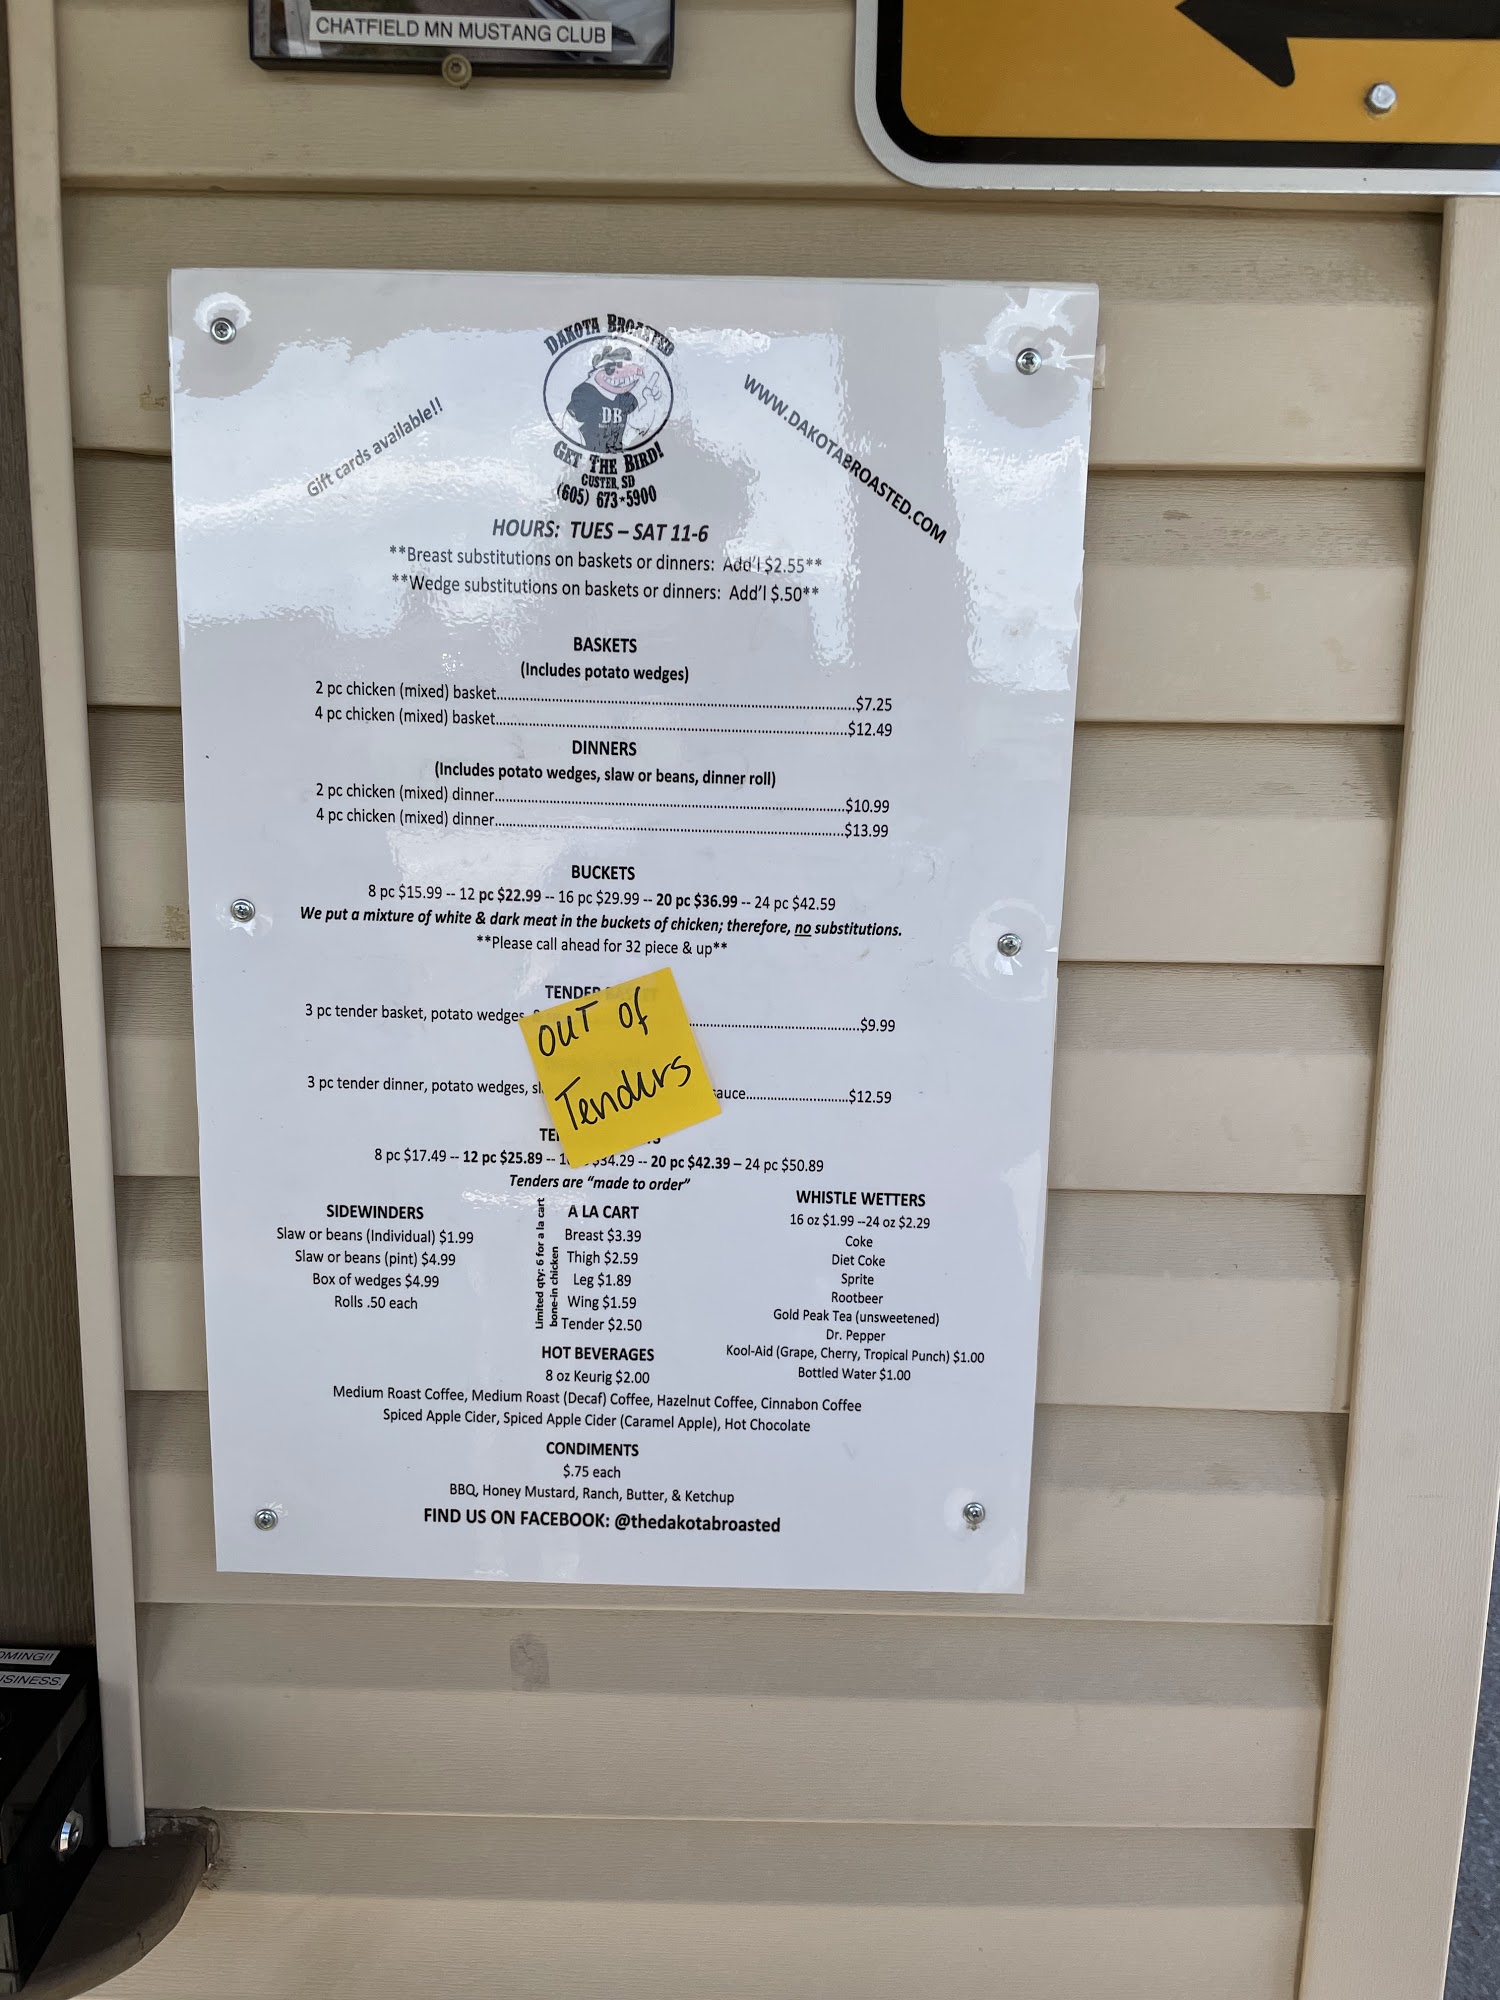 CHATFIELD MN MUSTANG CLUB
DAKOTA BROASTED
DB
GET THE BIRD!
CUSTER, SD
(605) 673*5900
Gift cards available!!
WWW.DAKOTABROASTED.COM
HOURS: TUES – SAT 11-6
**Breast substitutions on baskets or dinners: Add'l $2.55**
**Wedge substitutions on baskets or dinners: Add'l $.50**
BASKETS
(Includes potato wedges)
2 pc chicken (mixed) basket....................$7.25
4 pc chicken (mixed) basket....................$12.49
DINNERS
(Includes potato wedges, slaw or beans, dinner roll)
2 pc chicken (mixed) dinner....................$10.99
4 pc chicken (mixed) dinner....................$13.99
BUCKETS
8 pc $15.99 -- 12 pc $22.99 -- 16 pc $29.99 -- 20 pc $36.99 -- 24 pc $42.59
We put a mixture of white & dark meat in the buckets of chicken; therefore, no substitutions.
**Please call ahead for 32 piece & up**
TENDER
3 pc tender basket, potato wedges ....................$9.99
OUT Of
Tenders
3 pc tender dinner, potato wedges, sauce....................$12.59
8 pc $17.49 -- 12 pc $25.89 -- $34.29 -- 20 pc $42.39 – 24 pc $50.89
Tenders are "made to order"
SIDEWINDERS
Slaw or beans (Individual) $1.99
Slaw or beans (pint) $4.99
Box of wedges $4.99
Rolls .50 each
Limited qty: 6 for a la cart
bone-in chicken
A LA CART
Breast $3.39
Thigh $2.59
Leg $1.89
Wing $1.59
Tender $2.50
WHISTLE WETTERS
16 oz $1.99 --24 oz $2.29
Coke
Diet Coke
Sprite
Rootbeer
Gold Peak Tea (unsweetened)
Dr. Pepper
Kool-Aid (Grape, Cherry, Tropical Punch) $1.00
Bottled Water $1.00
HOT BEVERAGES
8 oz Keurig $2.00
Medium Roast Coffee, Medium Roast (Decaf) Coffee, Hazelnut Coffee, Cinnabon Coffee
Spiced Apple Cider, Spiced Apple Cider (Caramel Apple), Hot Chocolate
CONDIMENTS
$.75 each
BBQ, Honey Mustard, Ranch, Butter, & Ketchup
FIND US ON FACEBOOK: @thedakotabroasted